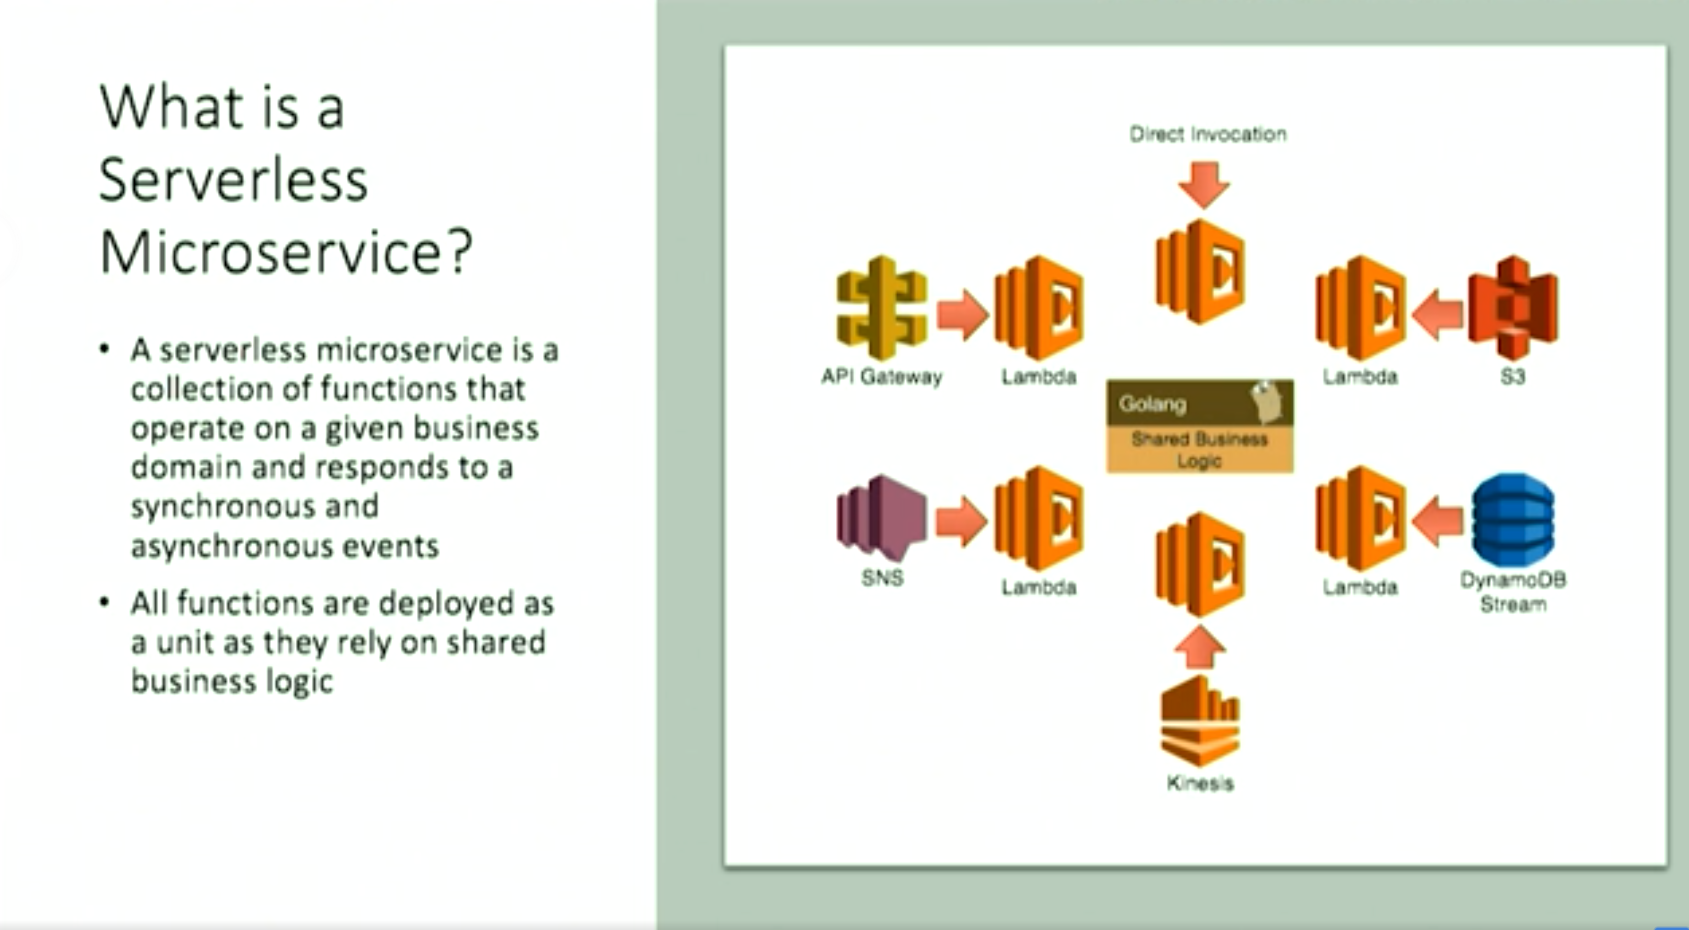 What is a
Serverless
Microservice?
• A serverless microservice is a
collection of functions that
operate on a given business
domain and responds to a
synchronous and
asynchronous events
• All functions are deployed as
a unit as they rely on shared
business logic
Direct Invocation
API Gateway
Lambda
Lambda
S3
Golang
Shared Business
Logic
SNS
Lambda
Lambda
DynamoDB
Stream
Kinesis